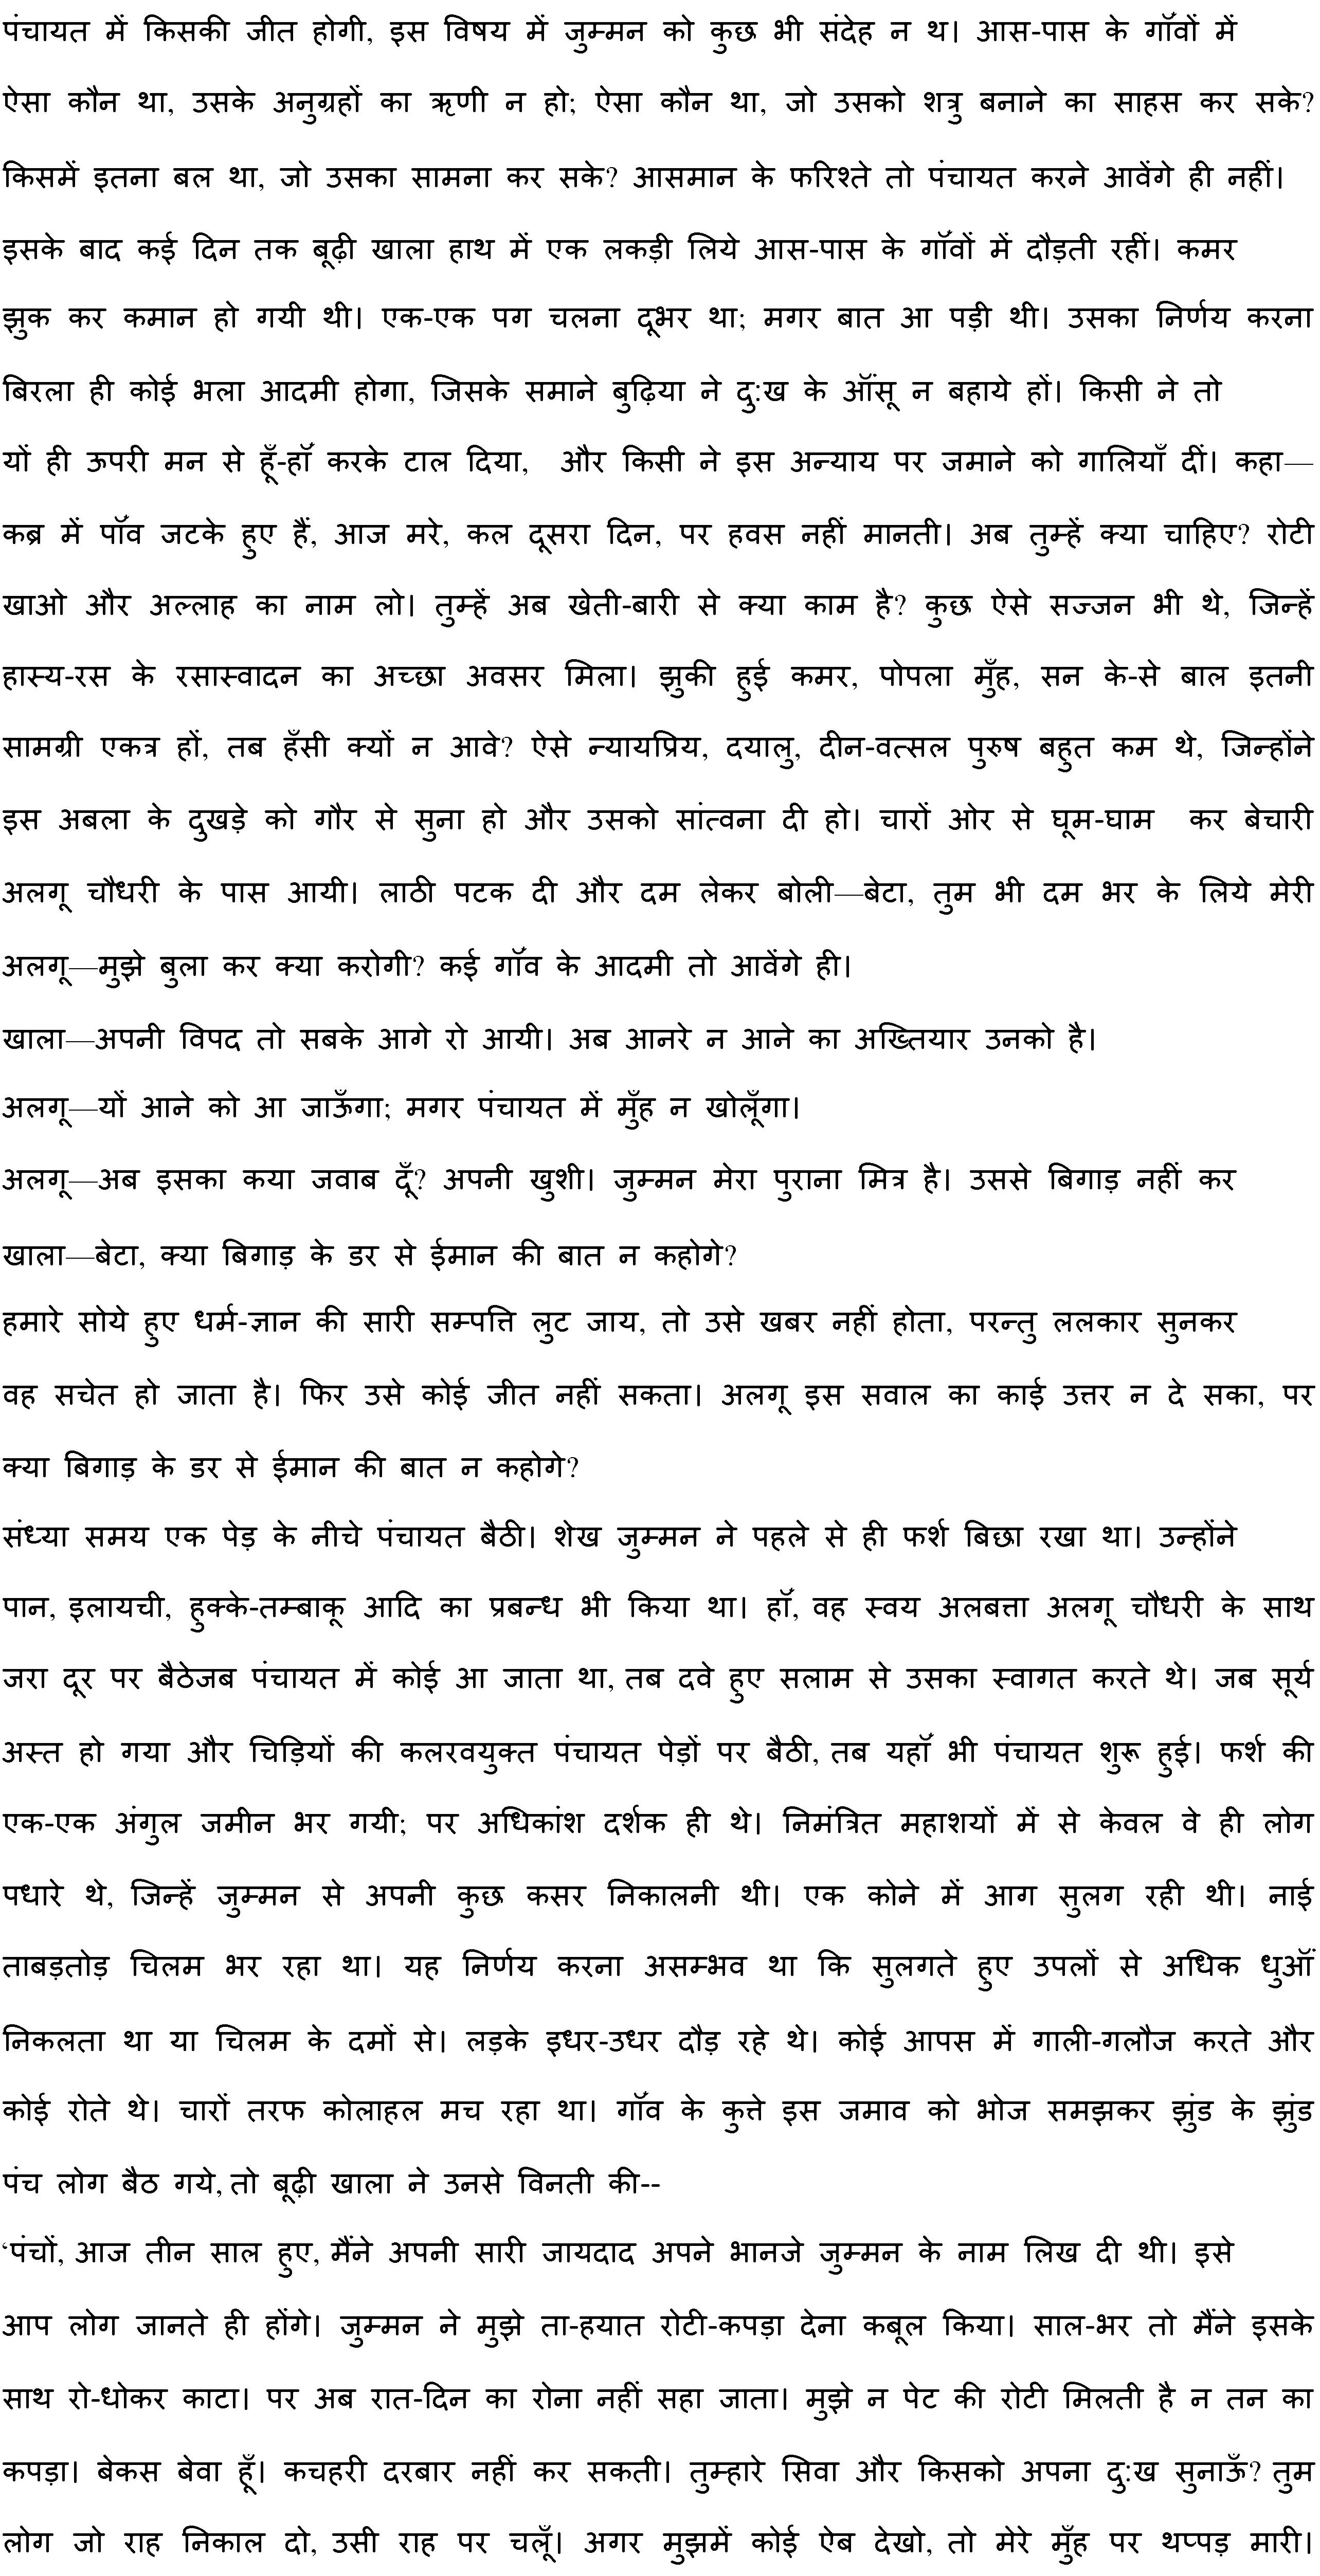 पंचायत में किसकी जीत होगी, इस विषय में जुम्मन को कुछ भी संदेह न थ। आस-पास के गॉंवों में
ऐसा कौन था, उसके अनुग्रहों का ऋणी न हो; ऐसा कौन था, जो उसको शत्रु बनाने का साहस कर सके?
किसमें इतना बल था, जो उसका सामना कर सके? आसमान के फरिश्ते तो पंचायत करने आवेंगे ही नहीं।
इसके बाद कई दिन तक बूढ़ी खाला हाथ में एक लकड़ी लिये आस-पास के गॉंवों में दौड़ती रहीं। कमर
झुक कर कमान हो गयी थी। एक-एक पग चलना दूभर था; मगर बात आ पड़ी थी। उसका निर्णय करना
बिरला ही कोई भला आदमी होगा, जिसके समाने बुढ़िया ने दु:ख के ऑंसू न बहाये हों। किसी ने तो
यों ही ऊपरी मन से हूँ-हॉं करके टाल दिया, और किसी ने इस अन्याय पर जमाने को गालियाँ दीं। कहा—
कब्र में पॉंव जटके हुए हैं, आज मरे, कल दूसरा दिन, पर हवस नहीं मानती। अब तुम्हें क्या चाहिए? रोटी
खाओ और अल्लाह का नाम लो। तुम्हें अब खेती-बारी से क्या काम है? कुछ ऐसे सज्जन भी थे, जिन्हें
हास्य-रस के रसास्वादन का अच्छा अवसर मिला। झुकी हुई कमर, पोपला मुँह, सन के-से बाल इतनी
सामग्री एकत्र हों, तब हँसी क्यों न आवे? ऐसे न्यायप्रिय, दयालु, दीन-वत्सल पुरुष बहुत कम थे, जिन्होंने
इस अबला के दुखड़े को गौर से सुना हो और उसको सांत्वना दी हो। चारों ओर से घूम-घाम कर बेचारी
अलगू चौधरी के पास आयी। लाठी पटक दी और दम लेकर बोली—बेटा, तुम भी दम भर के लिये मेरी
अलगू—मुझे बुला कर क्या करोगी? कई गॉंव के आदमी तो आवेंगे ही।
खाला—अपनी विपद तो सबके आगे रो आयी। अब आनरे न आने का अख्तियार उनको है।
अलगू—यों आने को आ जाऊँगा; मगर पंचायत में मुँह न खोलूँगा।
अलगू—अब इसका कया जवाब दूँ? अपनी खुशी। जुम्मन मेरा पुराना मित्र है। उससे बिगाड़ नहीं कर
खाला—बेटा, क्या बिगाड़ के डर से ईमान की बात न कहोगे?
हमारे सोये हुए धर्म-ज्ञान की सारी सम्पत्ति लुट जाय, तो उसे खबर नहीं होता, परन्तु ललकार सुनकर
वह सचेत हो जाता है। फिर उसे कोई जीत नहीं सकता। अलगू इस सवाल का काई उत्तर न दे सका, पर
क्या बिगाड़ के डर से ईमान की बात न कहोगे?
संध्या समय एक पेड़ के नीचे पंचायत बैठी। शेख जुम्मन ने पहले से ही फर्श बिछा रखा था। उन्होंने
पान, इलायची, हुक्के-तम्बाकू आदि का प्रबन्ध भी किया था। हॉं, वह स्वय अलबत्ता अलगू चौधरी के साथ
जरा दूर पर बैठेजब पंचायत में कोई आ जाता था, तब दवे हुए सलाम से उसका स्वागत करते थे। जब सूर्य
अस्त हो गया और चिड़ियों की कलरवयुक्त पंचायत पेड़ों पर बैठी, तब यहॉं भी पंचायत शुरू हुई। फर्श की
एक-एक अंगुल जमीन भर गयी; पर अधिकांश दर्शक ही थे। निमंत्रित महाशयों में से केवल वे ही लोग
पधारे थे, जिन्हें जुम्मन से अपनी कुछ कसर निकालनी थी। एक कोने में आग सुलग रही थी। नाई
ताबड़तोड़ चिलम भर रहा था। यह निर्णय करना असम्भव था कि सुलगते हुए उपलों से अधिक धुऑं
निकलता था या चिलम के दमों से। लड़के इधर-उधर दौड़ रहे थे। कोई आपस में गाली-गलौज करते और
कोई रोते थे। चारों तरफ कोलाहल मच रहा था। गॉंव के कुत्ते इस जमाव को भोज समझकर झुंड के झुंड
पंच लोग बैठ गये, तो बूढ़ी खाला ने उनसे विनती की--
‘पंचों, आज तीन साल हुए, मैंने अपनी सारी जायदाद अपने भानजे जुम्मन के नाम लिख दी थी। इसे
आप लोग जानते ही होंगे। जुम्मन ने मुझे ता-हयात रोटी-कपड़ा देना कबूल किया। साल-भर तो मैंने इसके
साथ रो-धोकर काटा। पर अब रात-दिन का रोना नहीं सहा जाता। मुझे न पेट की रोटी मिलती है न तन का
कपड़ा। बेकस बेवा हूँ। कचहरी दरबार नहीं कर सकती। तुम्हारे सिवा और किसको अपना दु:ख सुनाऊँ? तुम
लोग जो राह निकाल दो, उसी राह पर चलूँ। अगर मुझमें कोई ऐब देखो, तो मेरे मुँह पर थप्पड़ मारी।